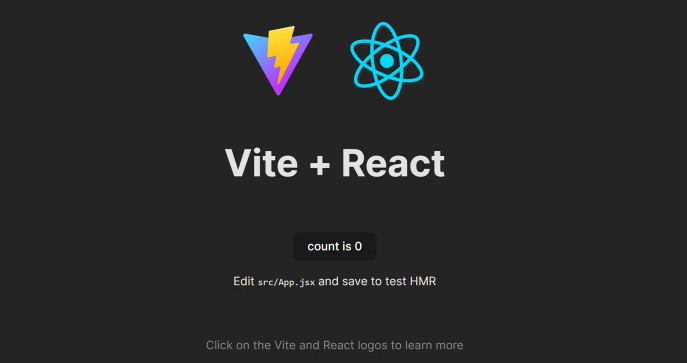 Vite + React
count is 0
Edit src/App.jsx and save to test HMR
Click on the Vite and React logos to learn more